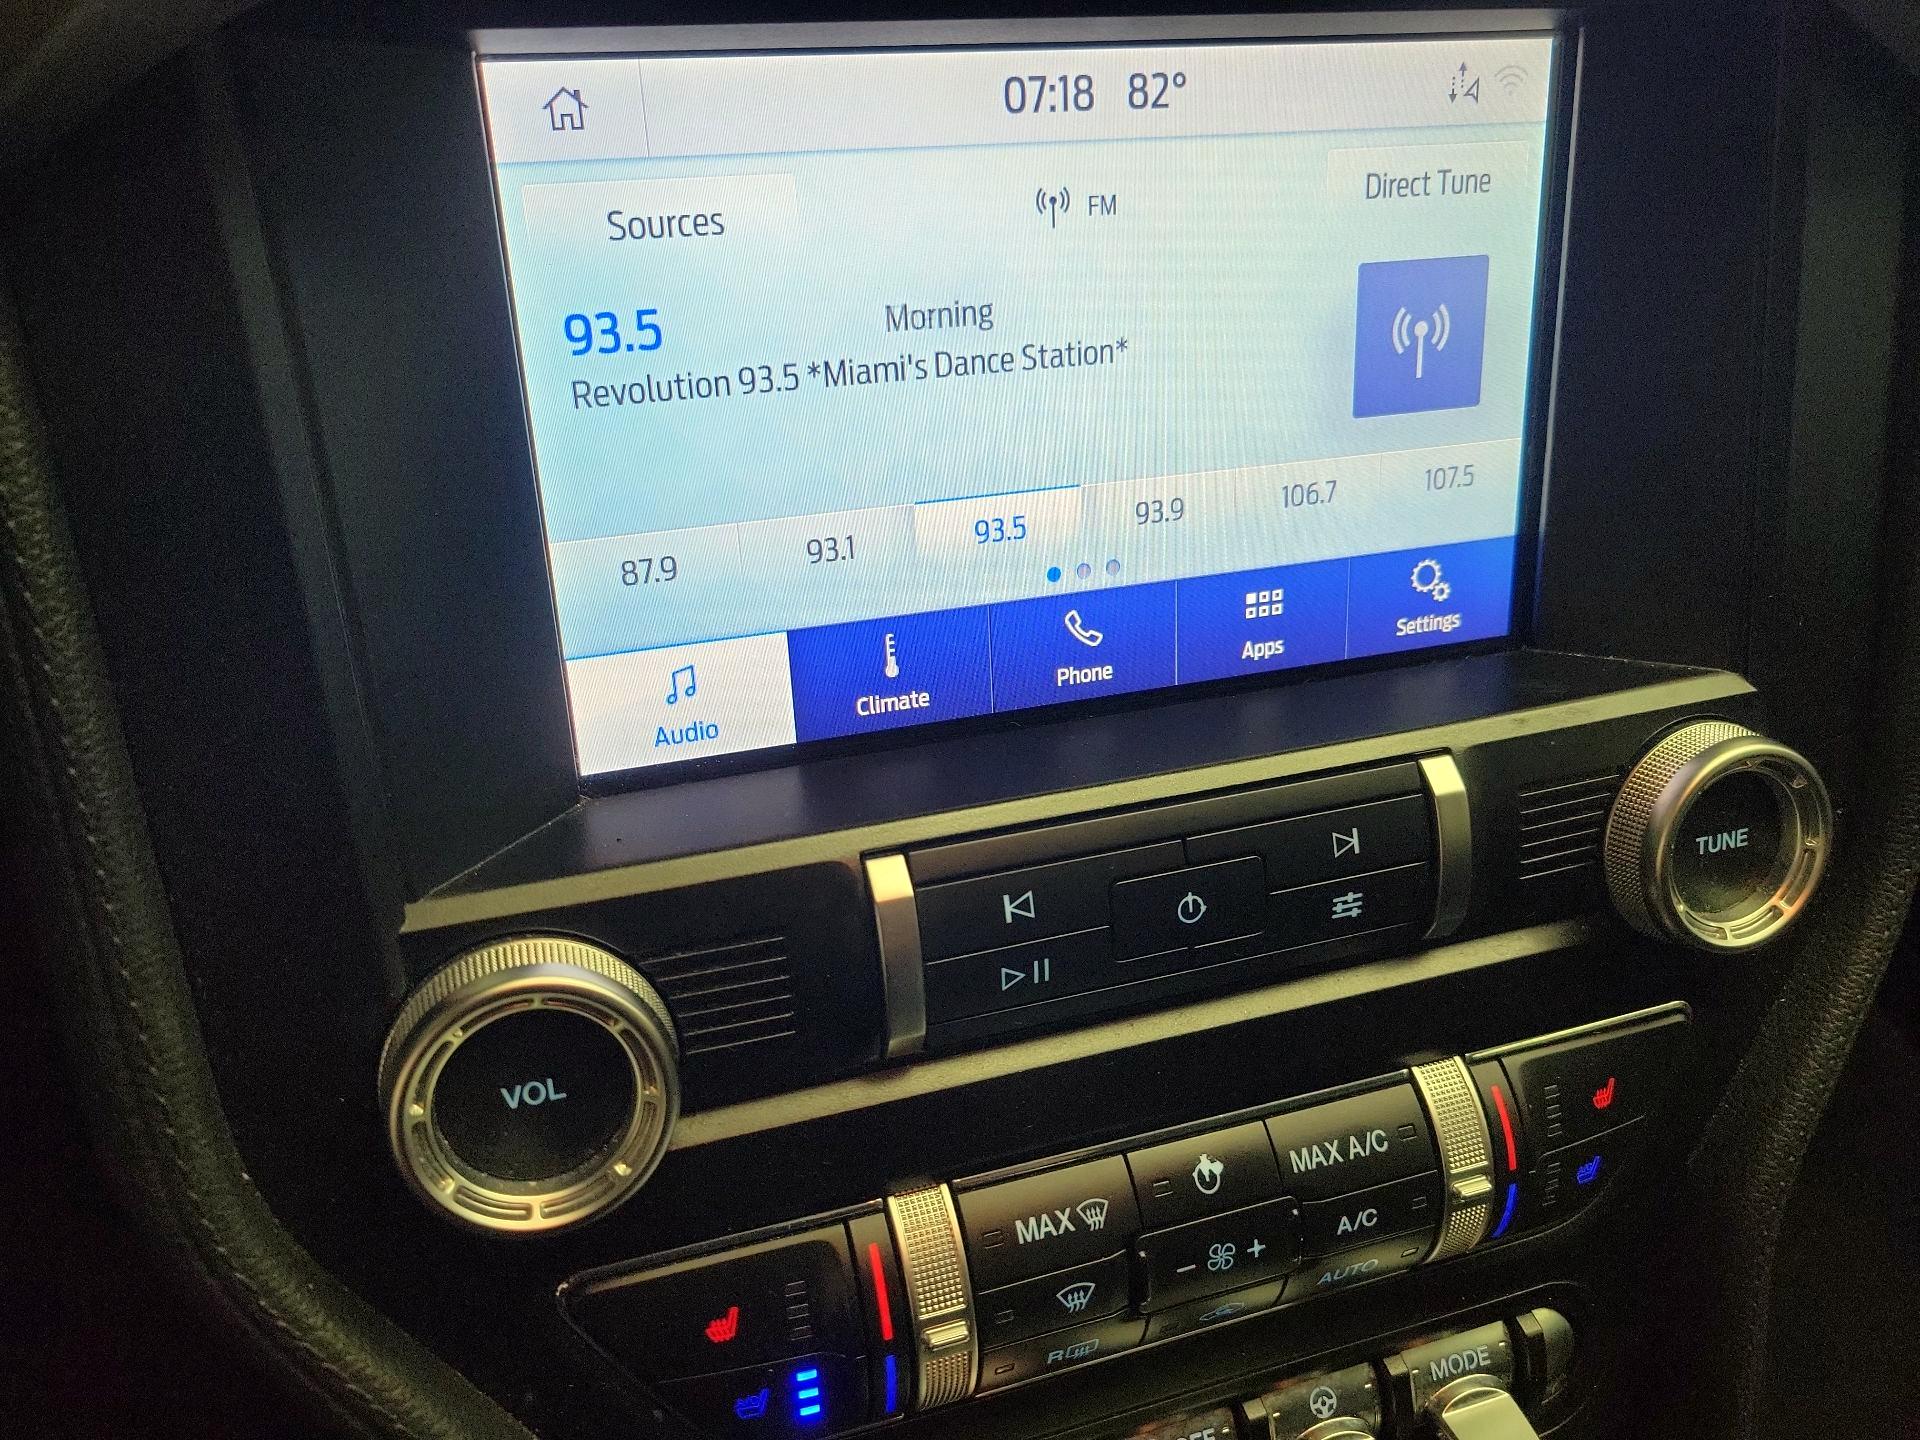 07:18 82°
Sources
FM
Direct Tune
93.5
Morning
Revolution 93.5 *Miami's Dance Station*
87.9
93.1
93.5
93.9
106.7
107.5
Audio
Climate
Phone
Apps
Settings
TUNE
VOL
MAX
MAX A/C
A/C
AUTO
R
MODE